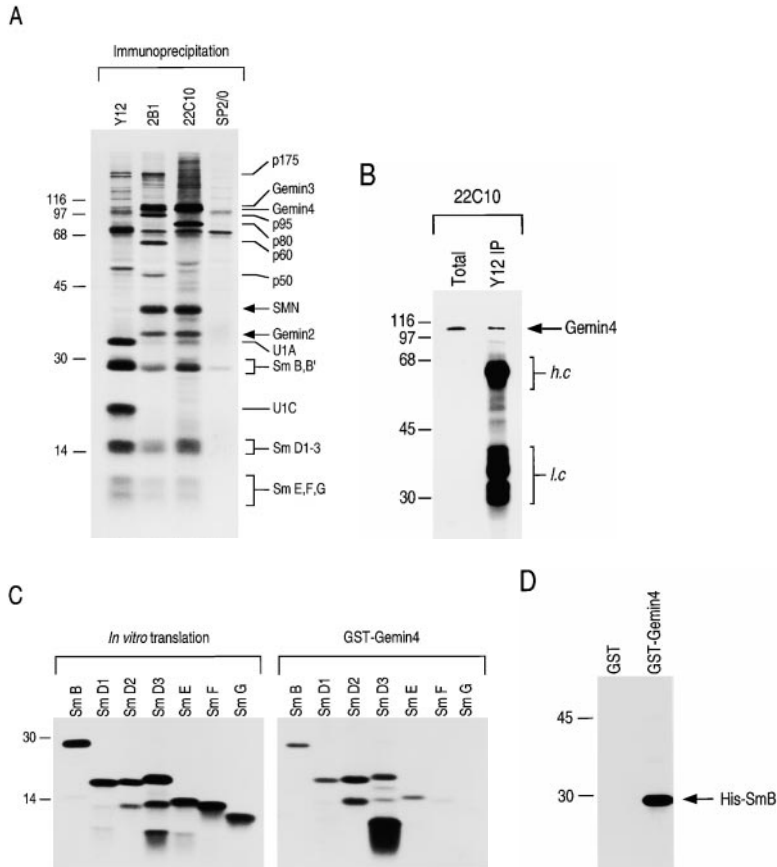 A
Immunoprecipitation
Y12
2B1
22C10
SP2/0
116
97
68
45
30
14
p175
Gemin3
Gemin4
p95
p80
p60
p50
SMN
Gemin2
U1A
Sm B,B'
U1C
Sm D1-3
Sm E,F,G
B
22C10
Total
Y12 IP
116
97
68
45
30
Gemin4
h.c
l.c
C
In vitro translation
Sm B
Sm D1
Sm D2
Sm D3
Sm E
Sm F
Sm G
30
14
GST-Gemin4
Sm B
Sm D1
Sm D2
Sm D3
Sm E
Sm F
Sm G
D
GST
GST-Gemin4
45
30
His-SmB